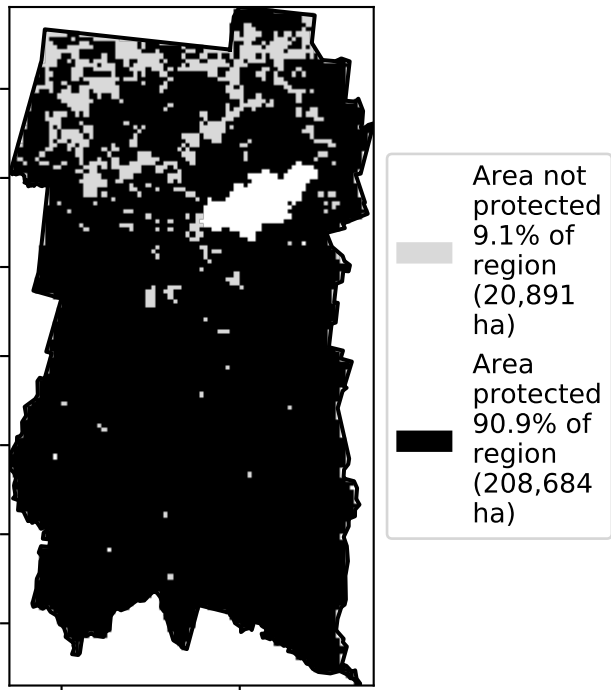 Area not
protected
9.1% of
region
(20,891
ha)
Area
protected
90.9% of
region
(208,684
ha)